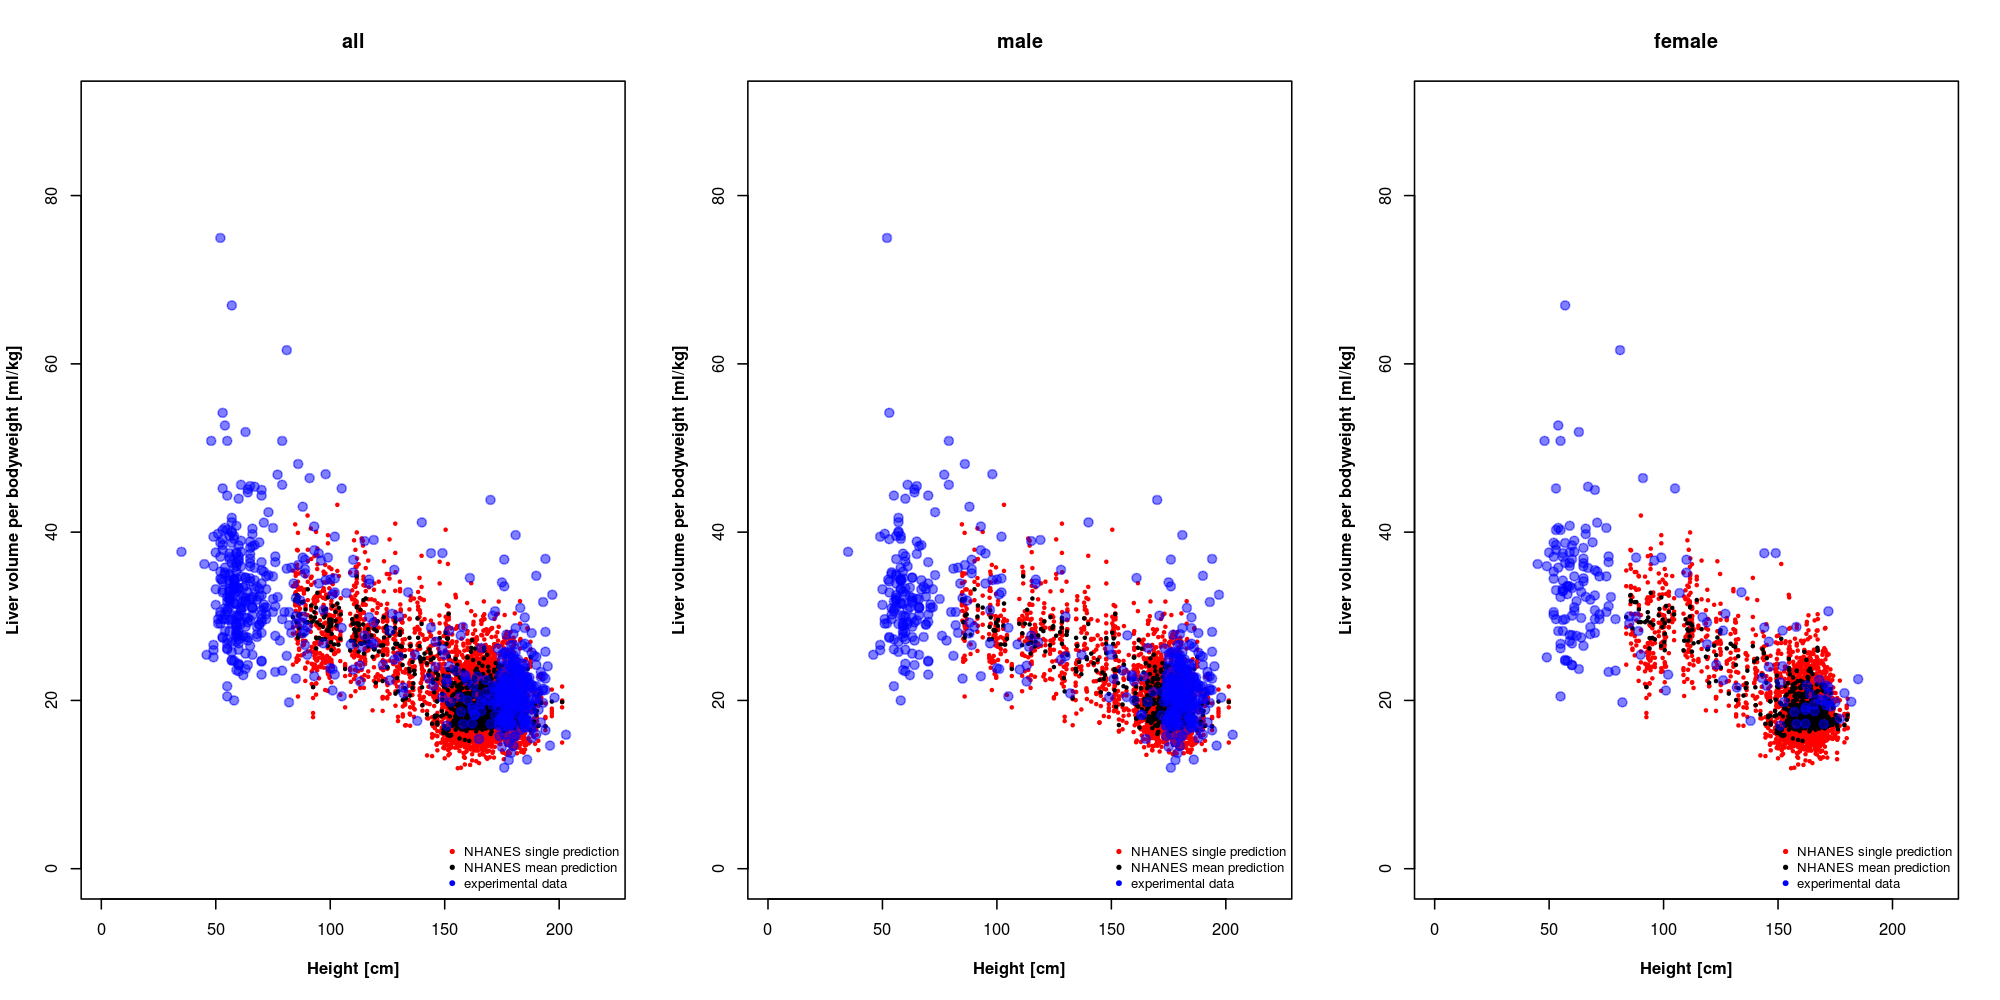 all
male
female
Liver volume per bodyweight [ml/kg]
80
60
40
20
0
NHANES single prediction
NHANES mean prediction
experimental data
0 50 100 150 200
Height [cm]
Liver volume per bodyweight [ml/kg]
80
60
40
20
0
NHANES single prediction
NHANES mean prediction
experimental data
0 50 100 150 200
Height [cm]
Liver volume per bodyweight [ml/kg]
80
60
40
20
0
NHANES single prediction
NHANES mean prediction
experimental data
0 50 100 150 200
Height [cm]